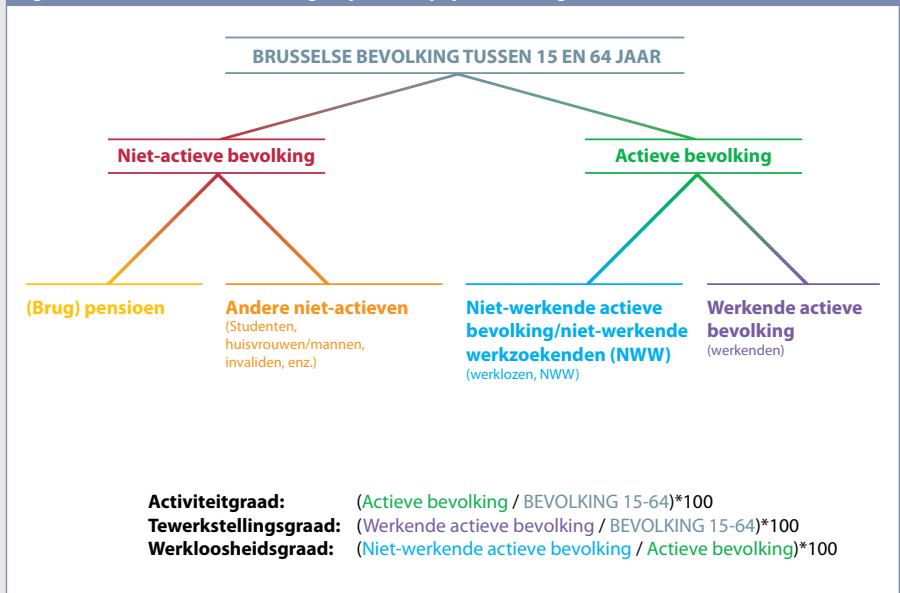 BRUSSELSE BEVOLKING TUSSEN 15 EN 64 JAAR
Niet-actieve bevolking
Actieve bevolking
(Brug) pensioen
Andere niet-actieven
(Studenten,
huisvrouwen/mannen,
invaliden, enz.)
Niet-werkende actieve
bevolking/niet-werkende
werkzoekenden (NWW)
(werklozen, NWW)
Werkende actieve
bevolking
(werkenden)
Activiteitgraad: (Actieve bevolking / BEVOLKING 15-64)*100
Tewerkstellingsgraad: (Werkende actieve bevolking / BEVOLKING 15-64)*100
Werkloosheidsgraad: (Niet-werkende actieve bevolking / Actieve bevolking)*100